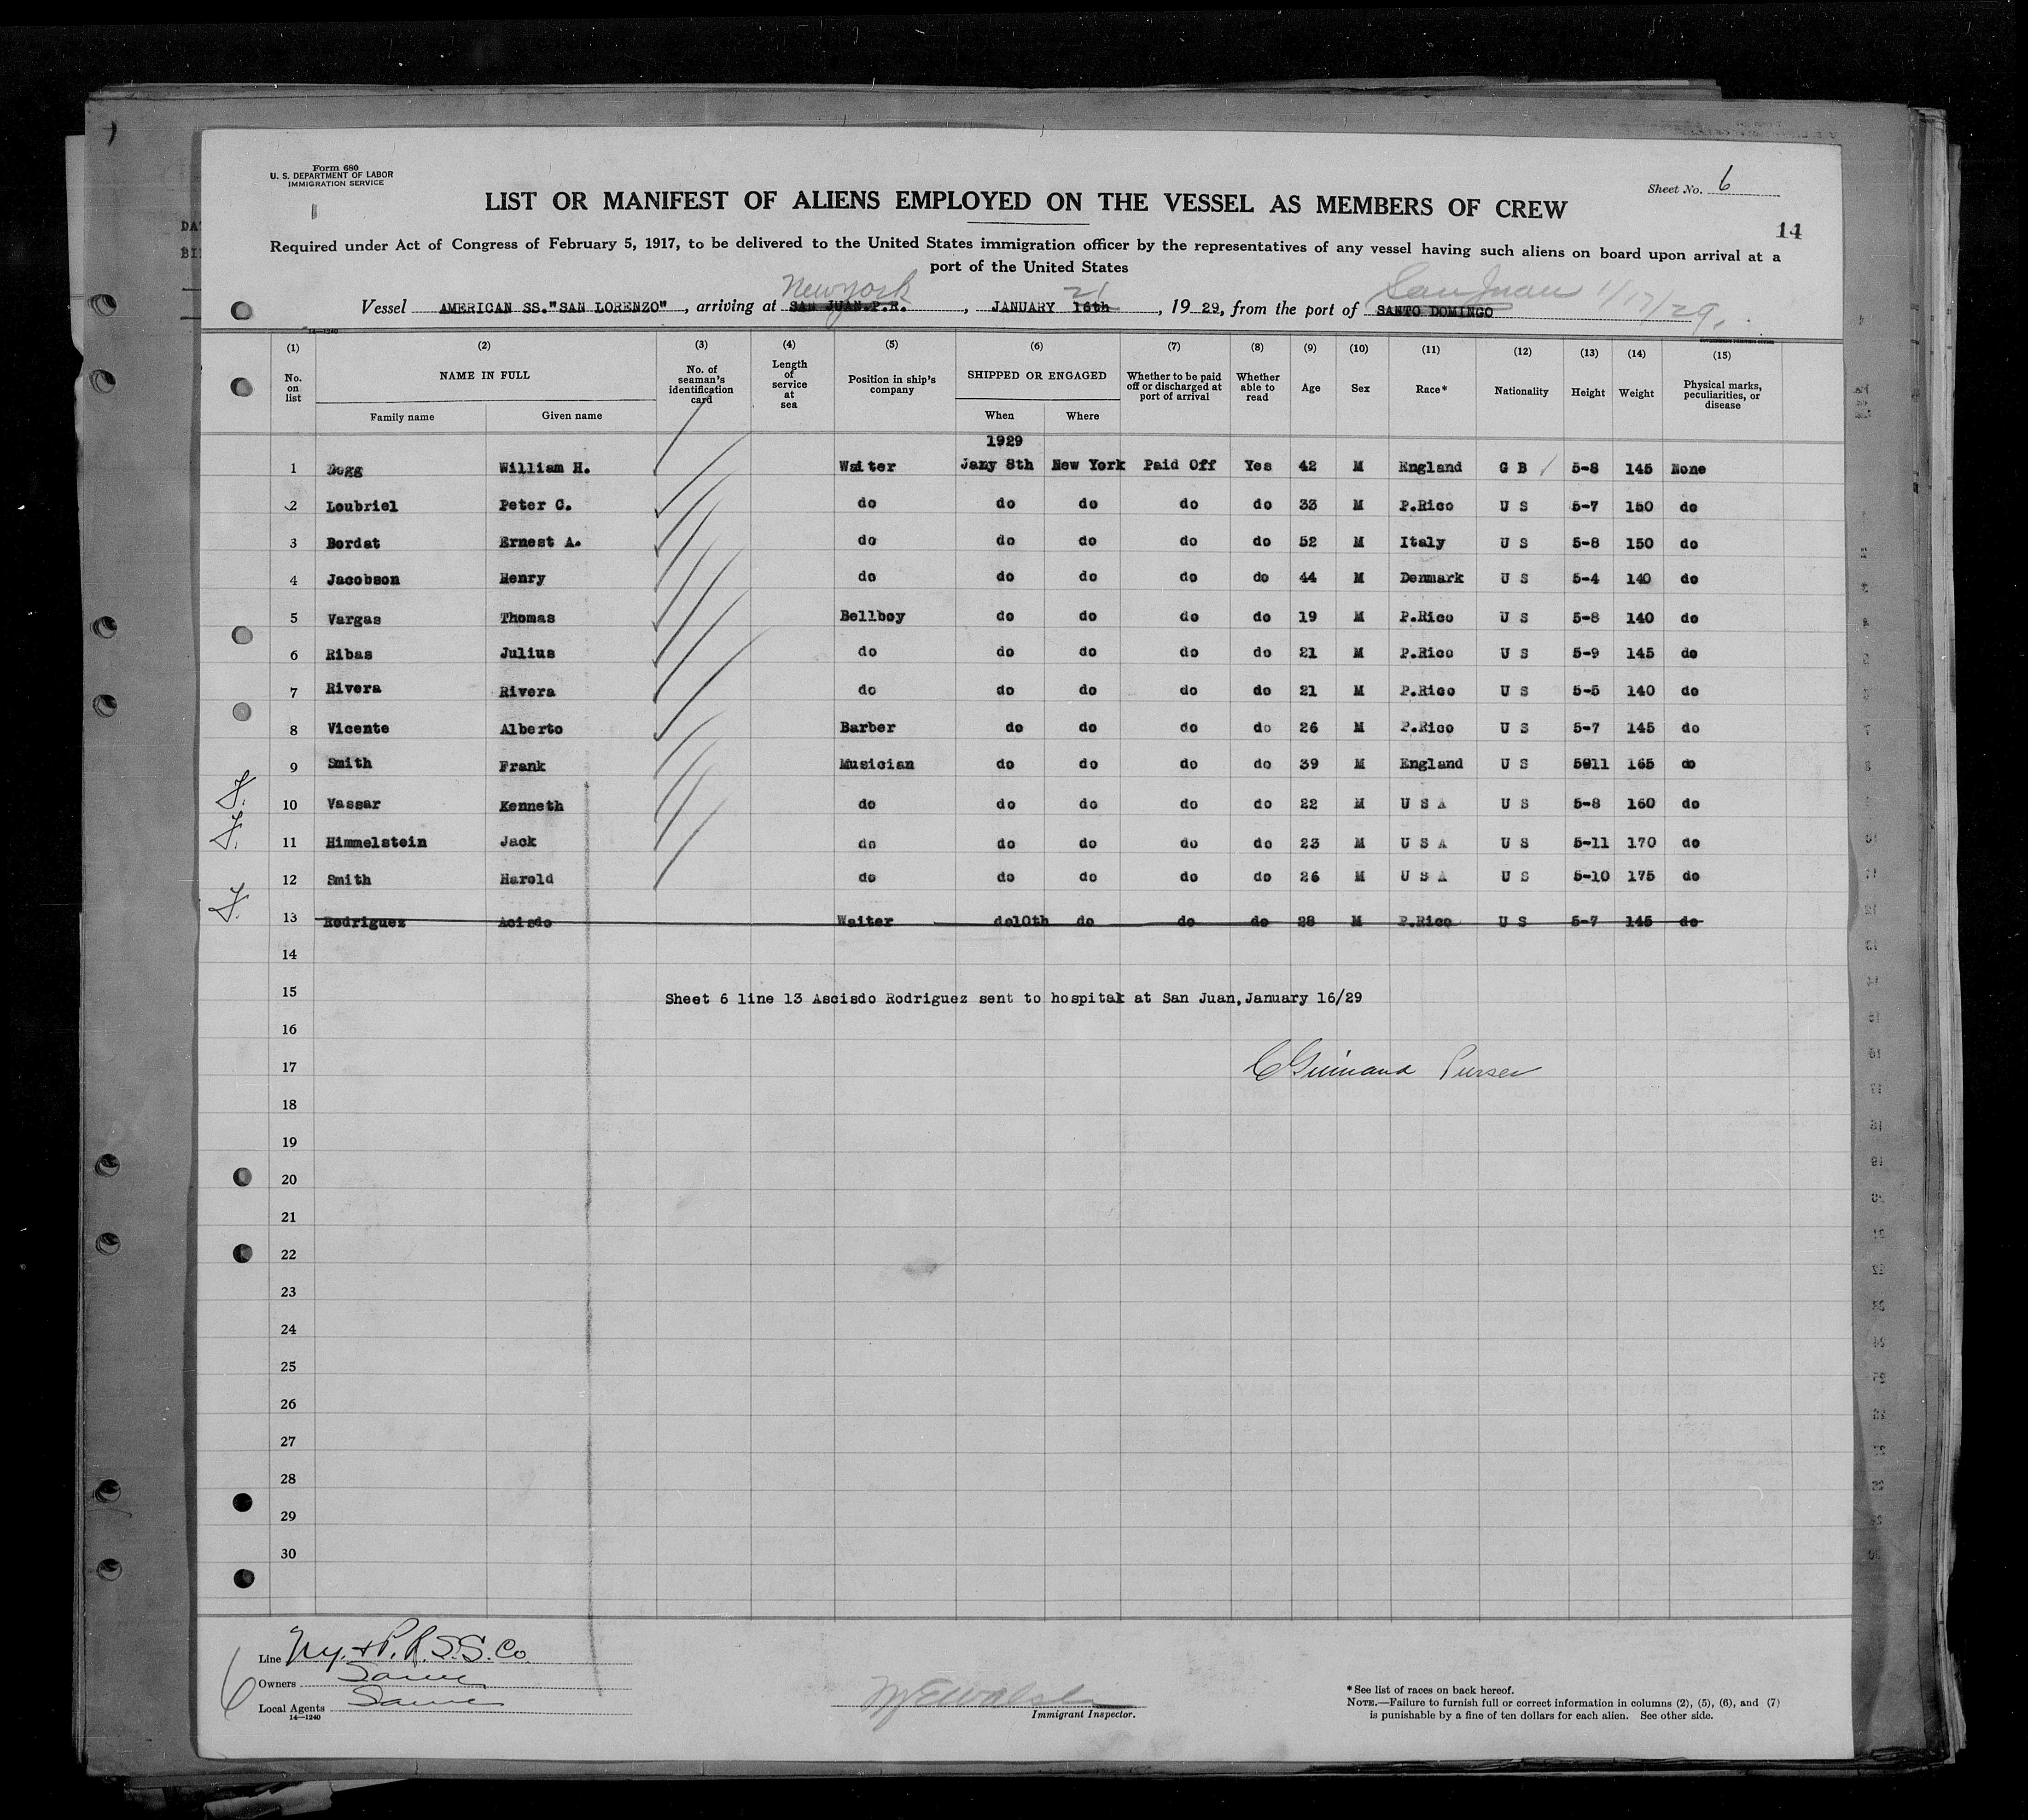 Form 680
U. S. DEPARTMENT OF LABOR
IMMIGRATION SERVICE
Sheet No. 6
LIST OR MANIFEST OF ALIENS EMPLOYED ON THE VESSEL AS MEMBERS OF CREW
14
Required under Act of Congress of February 5, 1917, to be delivered to the United States immigration officer by the representatives of any vessel having such aliens on board upon arrival at a
port of the United States
New York 21 San Juan 1/17/29.
Vessel AMERICAN SS."SAN LORENZO", arriving at SAN JUAN.P.R., JANUARY 16th, 1929, from the port of SANTO DOMINGO
14—1240
(1) (2) (3) (4) (5) (6) (7) (8) (9) (10) (11) (12) (13) (14) (15)
No. on list NAME IN FULL Family name Given name No. of seaman's identification card Length of service at sea Position in ship's company SHIPPED OR ENGAGED When Where Whether to be paid off or discharged at port of arrival Whether able to read Age Sex Race* Nationality Height Weight Physical marks, peculiarities, or disease
1929
1 Dogg William H. Waiter Jany 8th New York Paid Off Yes 42 M England G B 5-8 145 None
2 Loubriel Peter C. do do do do do 33 M P.Rico U S 5-7 150 do
3 Bordat Ernest A. do do do do do 52 M Italy U S 5-8 150 do
4 Jacobson Henry do do do do do 44 M Denmark U S 5-4 140 do
5 Vargas Thomas Bellboy do do do do 19 M P.Rico U S 5-8 140 do
6 Ribas Julius do do do do do 21 M P.Rico U S 5-9 145 do
7 Rivera Rivera do do do do do 21 M P.Rico U S 5-5 140 do
8 Vicente Alberto Barber do do do do 26 M P.Rico U S 5-7 145 do
9 Smith Frank Musician do do do do 39 M England U S 5011 165 do
10 Vassar Kenneth do do do do do 22 M U S A U S 5-8 160 do
11 Himmelstein Jack do do do do do 23 M U S A U S 5-11 170 do
12 Smith Harold do do do do do 26 M U S A U S 5-10 175 do
13 Rodriguez Acisdo Waiter do10th do do do 28 M P.Rico U S 5-7 145 do
14
15 Sheet 6 line 13 Ascisdo Rodriguez sent to hospital at San Juan,January 16/29
16
17 Purser
18
19
20
21
22
23
24
25
26
27
28
29
30
Line N.Y. & P.R.S.S. Co.
Owners Same
Local Agents Same
14—1240
6
Immigrant Inspector.
*See list of races on back hereof.
NOTE.—Failure to furnish full or correct information in columns (2), (5), (6), and (7)
is punishable by a fine of ten dollars for each alien. See other side.